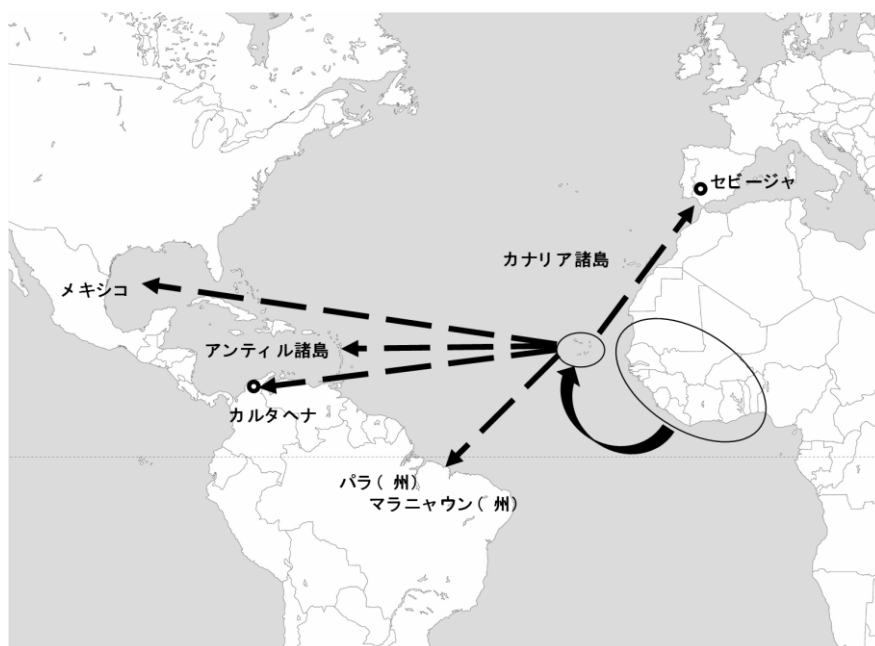 セビージャ
カナリア諸島
メキシコ
アンティル諸島
カルタヘナ
パラ( 州)
マラニャウン( 州)